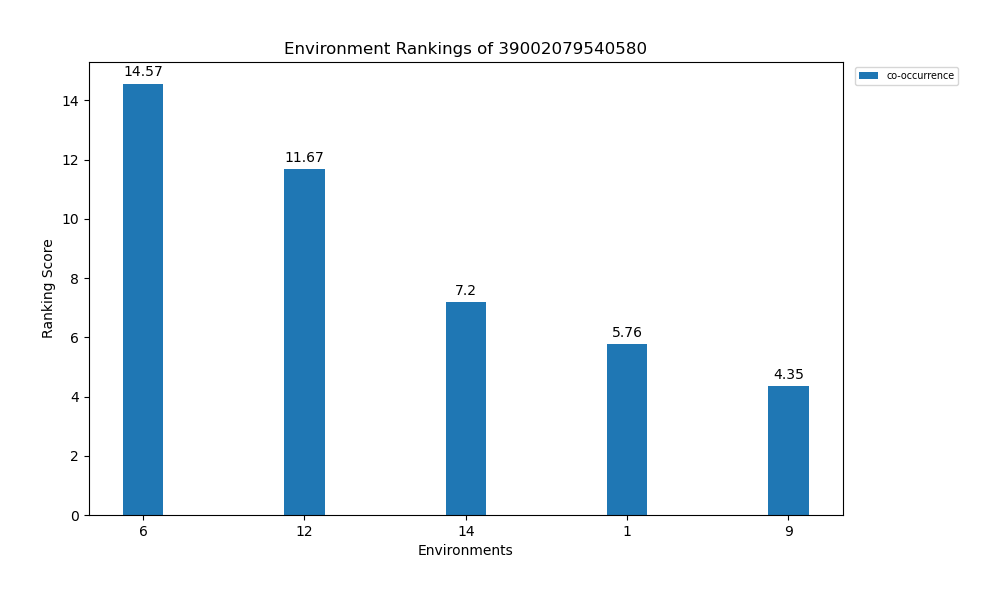 Environment Rankings of 39002079540580
co-occurrence
14.57
11.67
7.2
5.76
4.35
Ranking Score
14
12
10
8
6
4
2
0
6 12 14 1 9
Environments